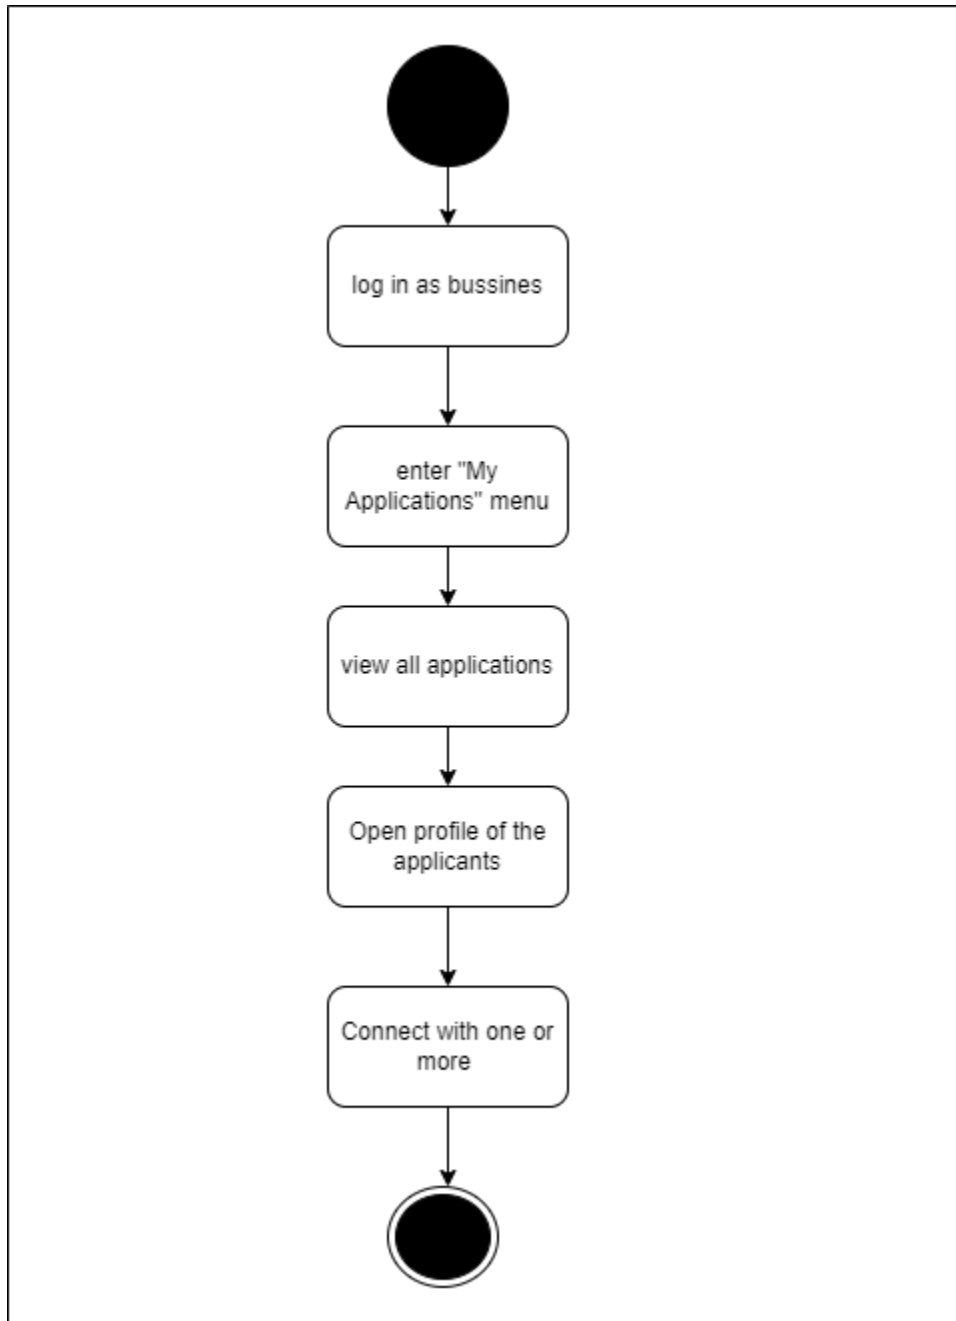 log in as bussines
enter "My
Applications" menu
view all applications
Open profile of the
applicants
Connect with one or
more